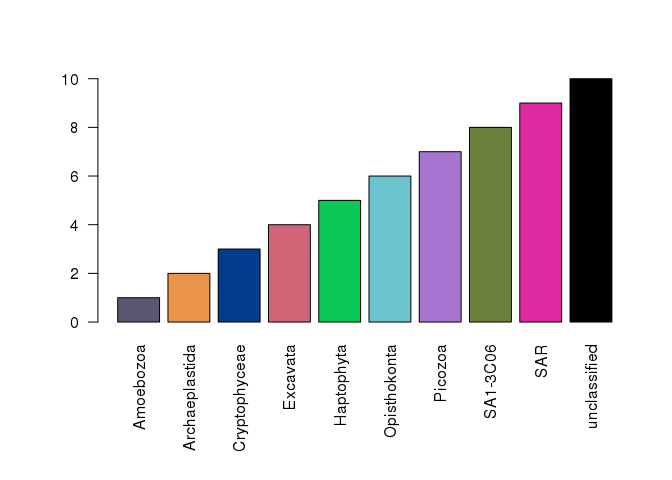 10
8
6
4
2
0
Amoebozoa
Archaeplastida
Cryptophyceae
Excavata
Haptophyta
Opisthokonta
Picozoa
SA1-3C06
SAR
unclassified